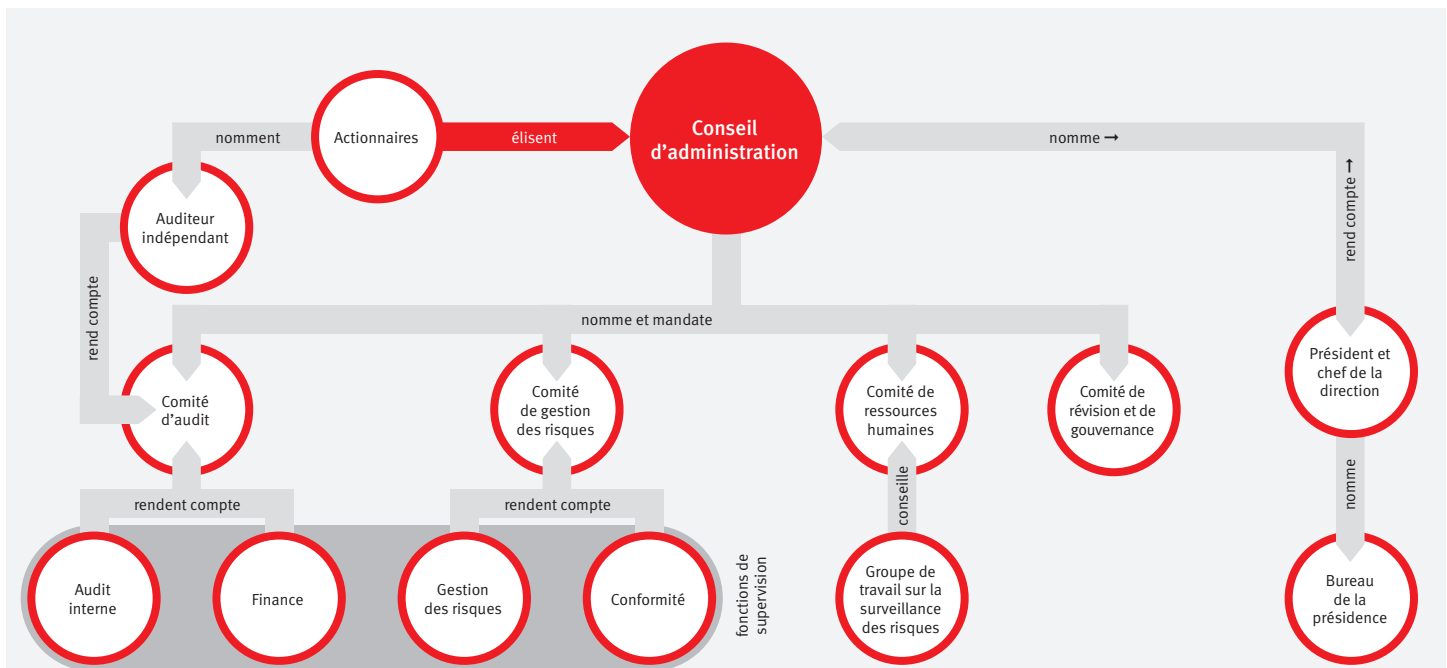 nomment
Actionnaires
élisent
Conseil
d’administration
nomme →
rend compte →
Auditeur
indépendant
rend compte
nomme et mandate
Comité
d’audit
Comité
de gestion
des risques
Comité de
ressources
humaines
Comité de
révision et de
gouvernance
Président et
chef de la
direction
rendent compte
rendent compte
conseille
nomme
Audit
interne
Finance
Gestion
des risques
Conformité
fonctions de
supervision
Groupe de
travail sur la
surveillance
des risques
Bureau
de la
présidence